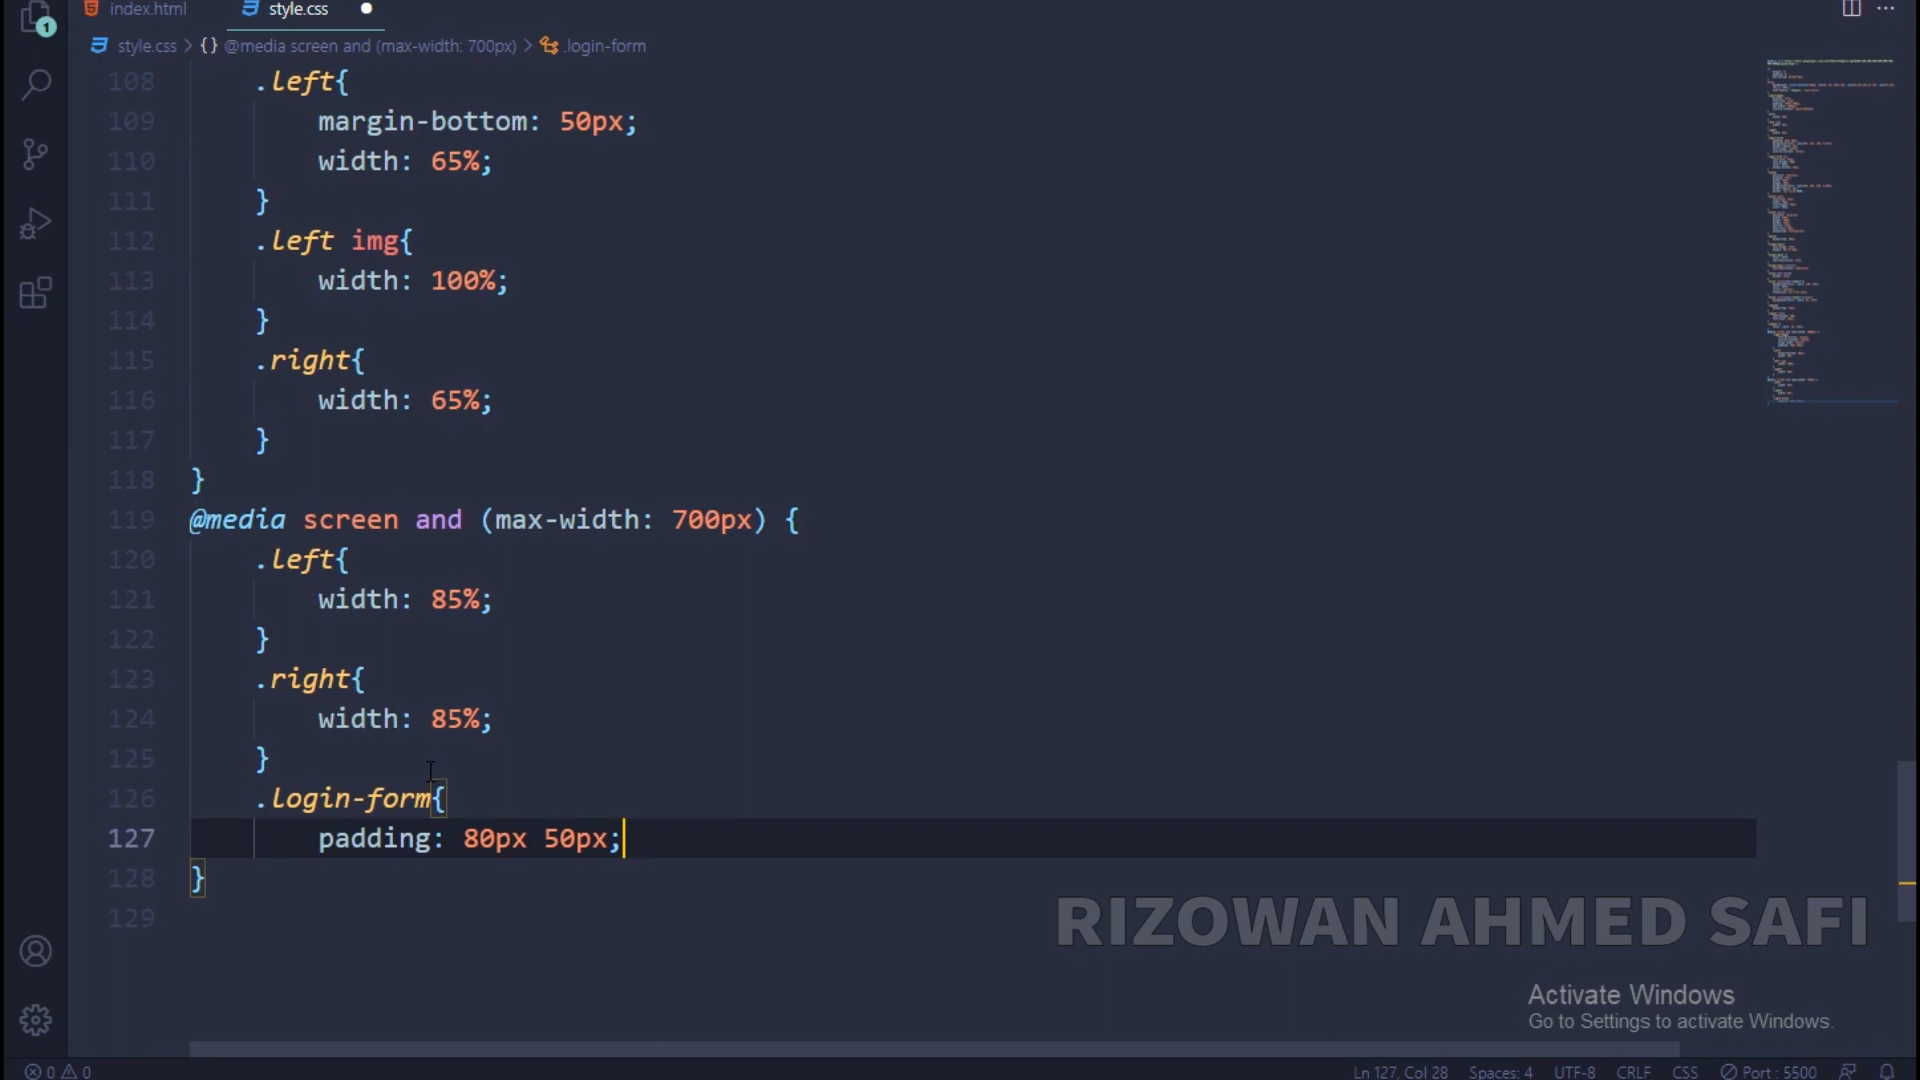 1
index.html style.css
style.css > {} @media screen and (max-width: 700px) > .login-form
108 .left{
109 margin-bottom: 50px;
110 width: 65%;
111 }
112 .left img{
113 width: 100%;
114 }
115 .right{
116 width: 65%;
117 }
118 }
119 @media screen and (max-width: 700px) {
120 .left{
121 width: 85%;
122 }
123 .right{
124 width: 85%;
125 }
126 .login-form{
127 padding: 80px 50px;
128 }
129
RIZOWAN AHMED SAFI
Activate Windows
Go to Settings to activate Windows.
0 0 Ln 127, Col 28 Spaces: 4 UTF-8 CRLF CSS Port : 5500